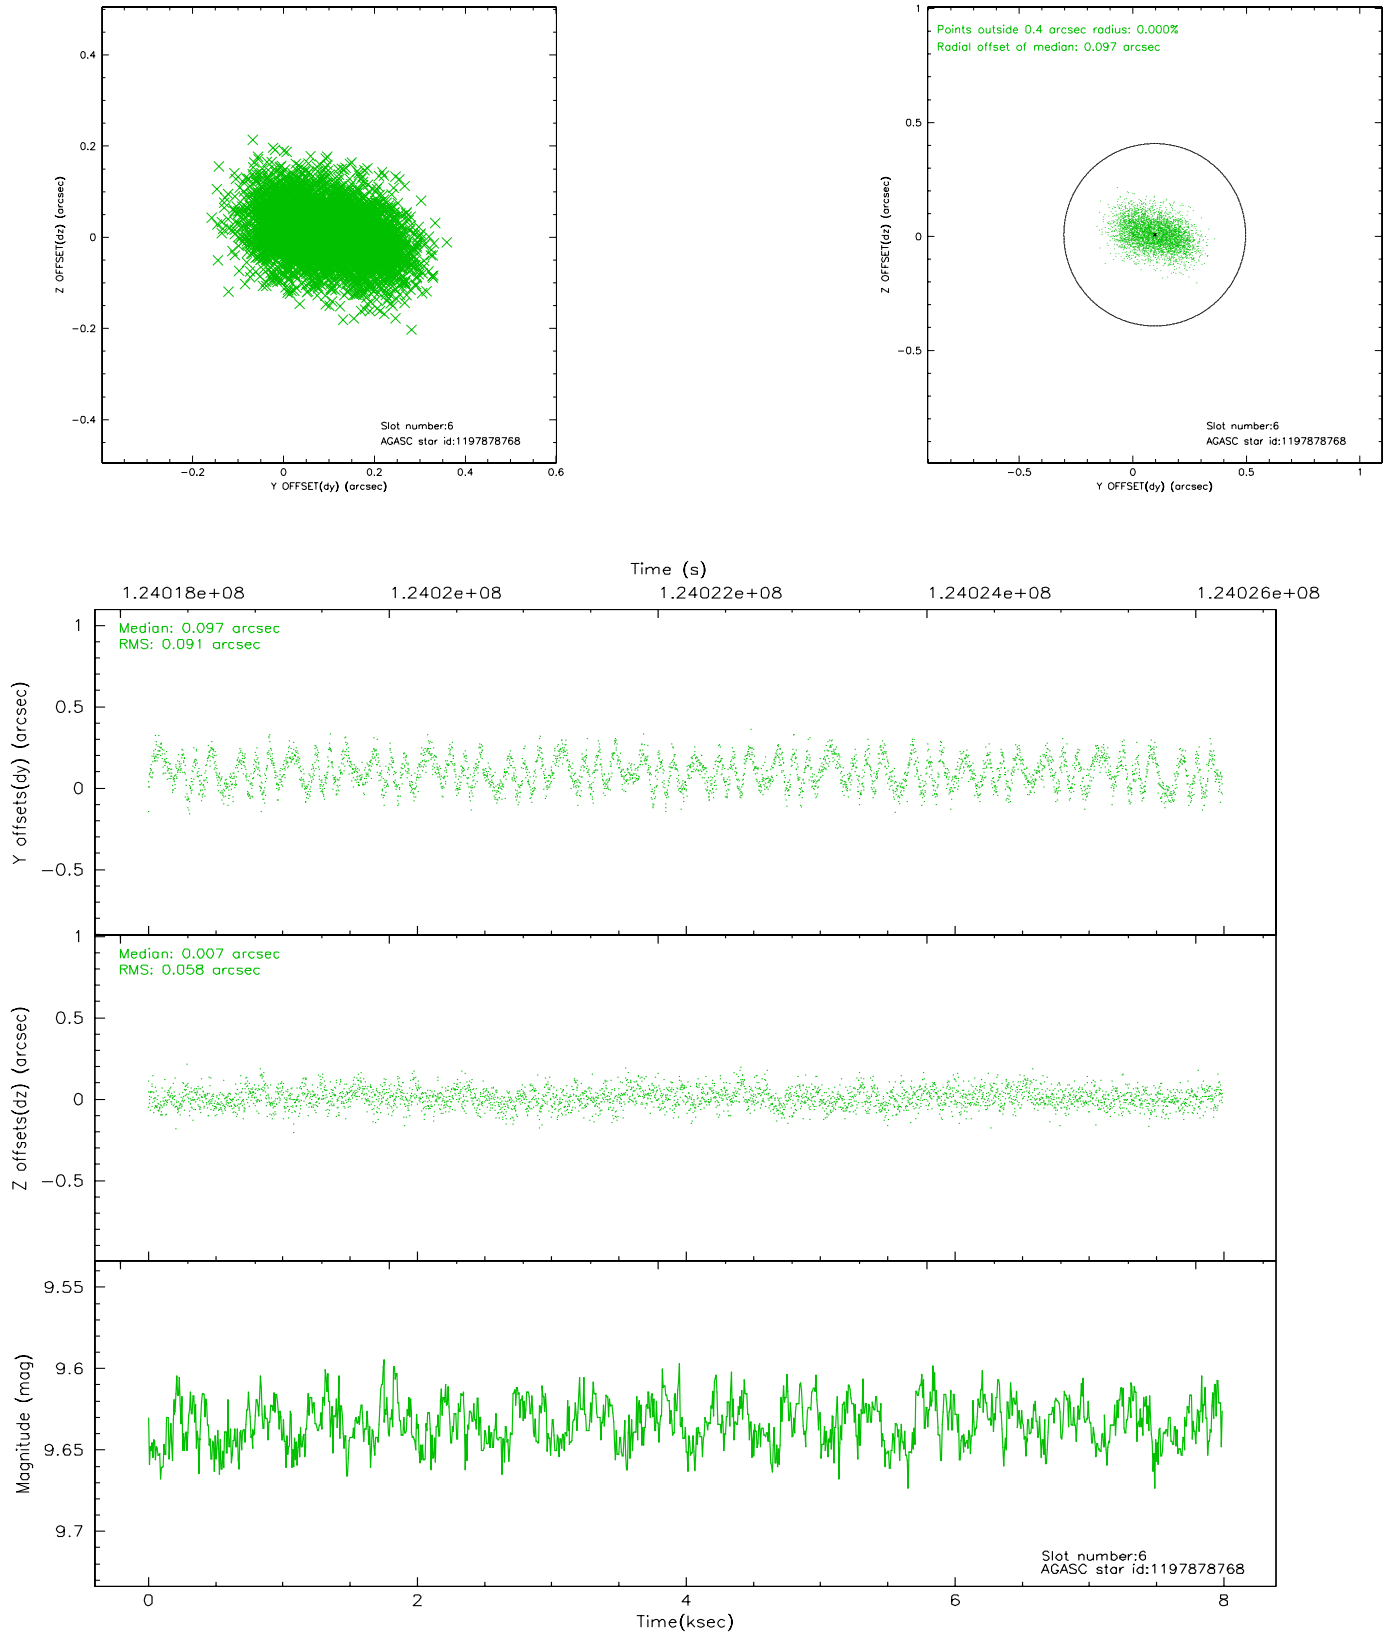 0.4
0.2
0
−0.2
−0.4
Z OFFSET(dz) (arcsec)
Slot number:6
AGASC star id:1197878768
−0.2 0 0.2 0.4 0.6
Y OFFSET(dy) (arcsec)
Points outside 0.4 arcsec radius: 0.000%
Radial offset of median: 0.097 arcsec
1
0.5
0
−0.5
Z OFFSET(dz) (arcsec)
Slot number:6
AGASC star id:1197878768
−0.5 0 0.5 1
Y OFFSET(dy) (arcsec)
Time (s)
1.24018e+08 1.2402e+08 1.24022e+08 1.24024e+08 1.24026e+08
Median: 0.097 arcsec
RMS: 0.091 arcsec
1
0.5
0
−0.5
Y offsets(dy) (arcsec)
Median: 0.007 arcsec
RMS: 0.058 arcsec
1
0.5
0
−0.5
Z offsets(dz) (arcsec)
9.55
9.6
9.65
9.7
Magnitude (mag)
Slot number:6
AGASC star id:1197878768
0 2 4 6 8
Time(ksec)